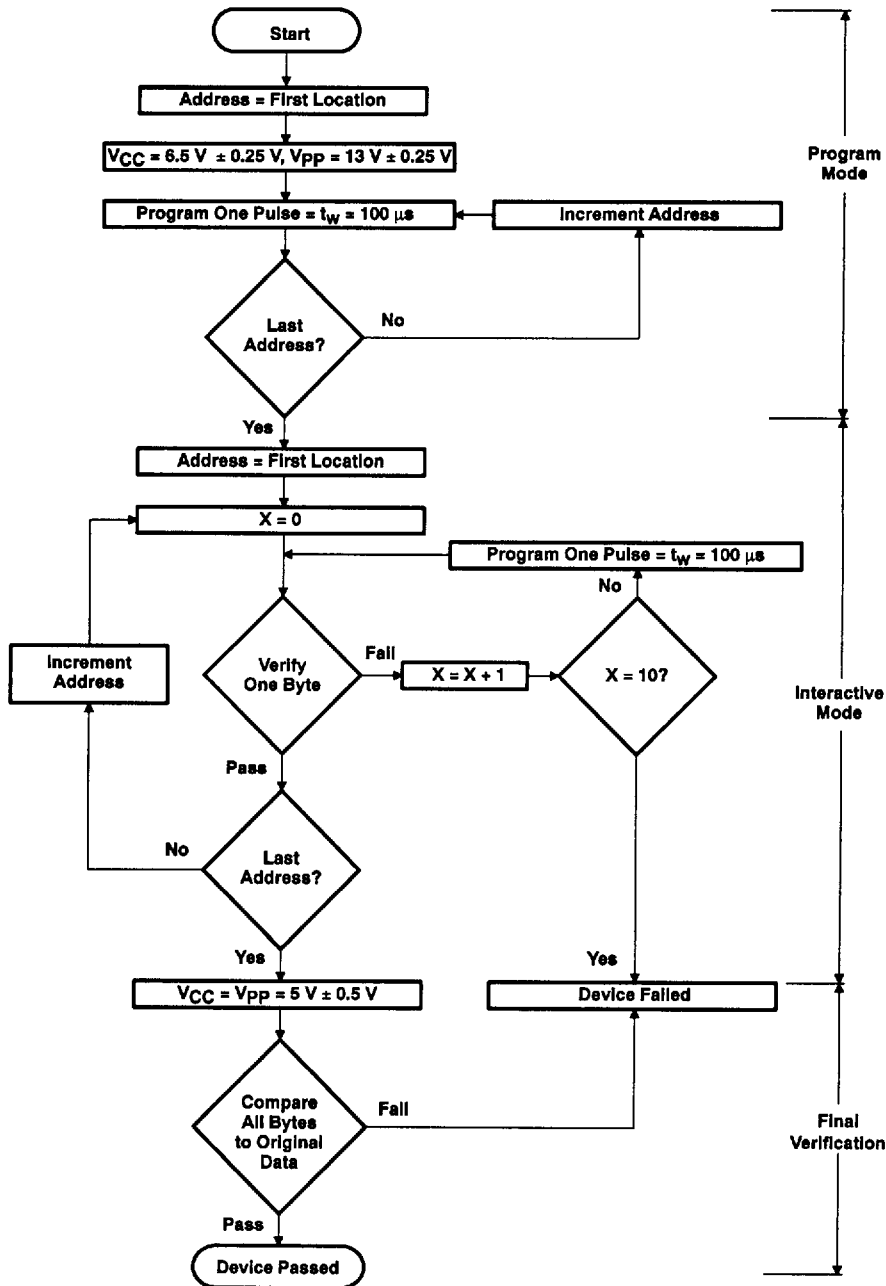 Start
Address = First Location
VCC = 6.5 V ± 0.25 V, VPP = 13 V ± 0.25 V
Program
Mode
Program One Pulse = tw = 100 µs
Increment Address
Last
Address?
No
Yes
Address = First Location
X = 0
Program One Pulse = tw = 100 µs
No
Increment
Address
Verify
One Byte
Fail
X = X + 1
X = 10?
Interactive
Mode
Pass
No
Last
Address?
Yes
Yes
VCC = VPP = 5 V ± 0.5 V
Device Failed
Compare
All Bytes
to Original
Data
Fail
Final
Verification
Pass
Device Passed